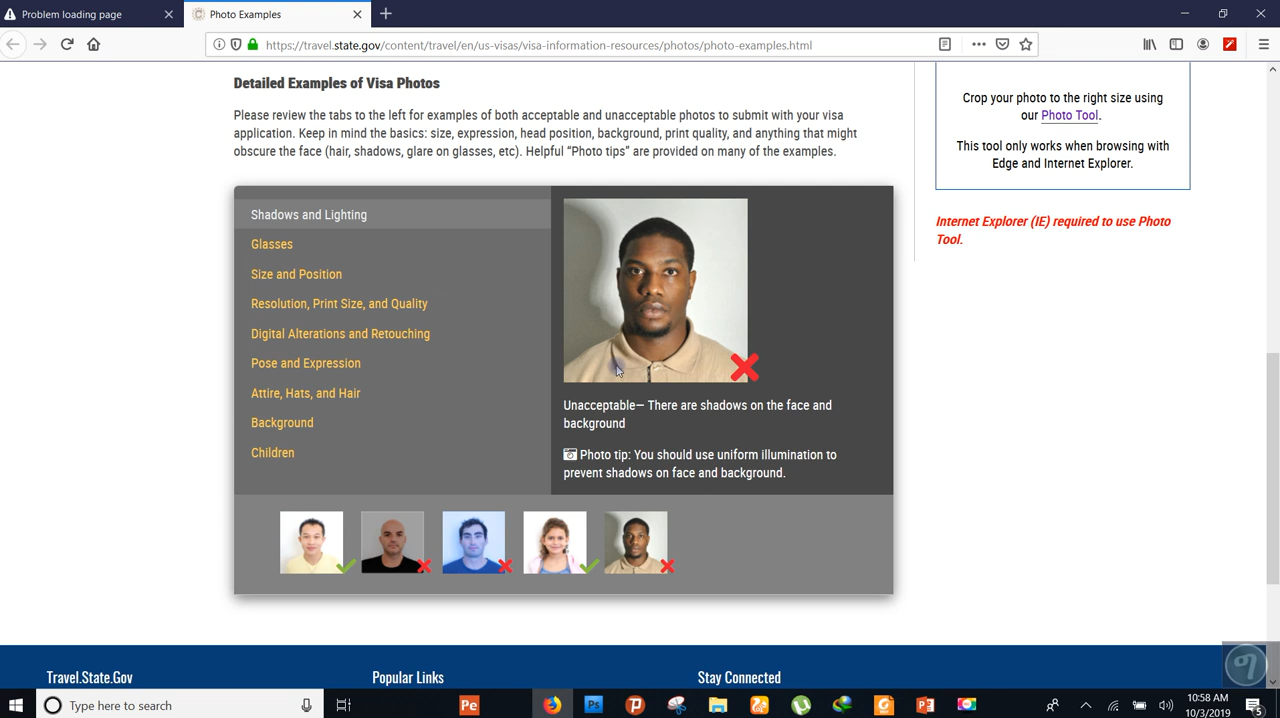 Problem loading page
Photo Examples
https://travel.state.gov/content/travel/en/us-visas/visa-information-resources/photos/photo-examples.html
Detailed Examples of Visa Photos
Please review the tabs to the left for examples of both acceptable and unacceptable photos to submit with your visa
application. Keep in mind the basics: size, expression, head position, background, print quality, and anything that might
obscure the face (hair, shadows, glare on glasses, etc). Helpful “Photo tips” are provided on many of the examples.
Crop your photo to the right size using
our Photo Tool.
This tool only works when browsing with
Edge and Internet Explorer.
Internet Explorer (IE) required to use Photo
Tool.
Shadows and Lighting
Glasses
Size and Position
Resolution, Print Size, and Quality
Digital Alterations and Retouching
Pose and Expression
Attire, Hats, and Hair
Background
Children
Unacceptable— There are shadows on the face and
background
Photo tip: You should use uniform illumination to
prevent shadows on face and background.
Travel.State.Gov
Popular Links
Stay Connected
Type here to search
Pe
Ps
10:58 AM
10/3/2019
5